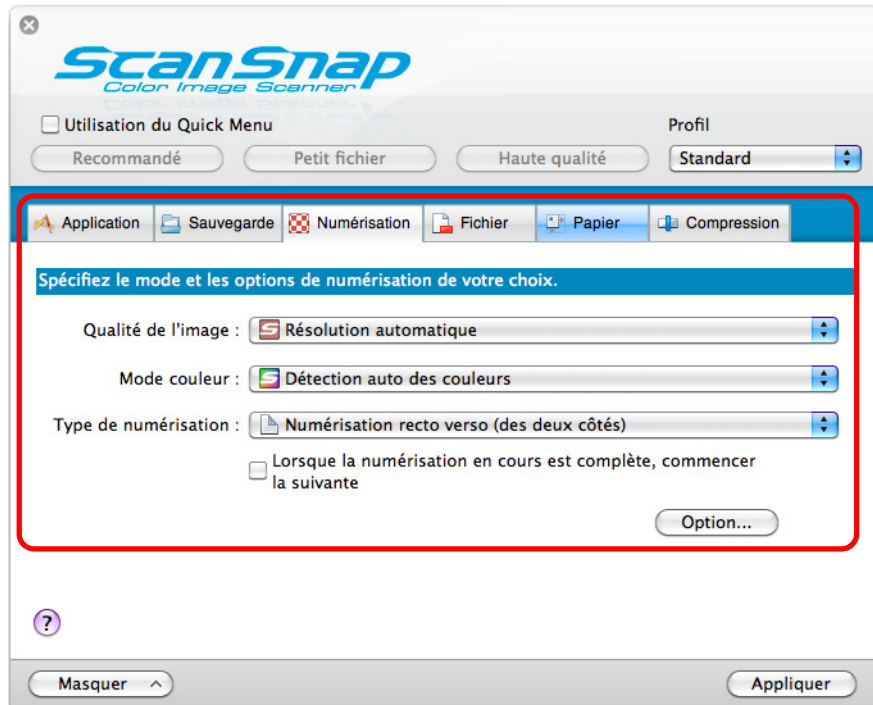 ScanSnap
Color Image Scanner
Utilisation du Quick Menu
Profil
Recommandé
Petit fichier
Haute qualité
Standard
Application
Sauvegarde
Numérisation
Fichier
Papier
Compression
Spécifiez le mode et les options de numérisation de votre choix.
Qualité de l'image : Résolution automatique
Mode couleur : Détection auto des couleurs
Type de numérisation : Numérisation recto verso (des deux côtés)
Lorsque la numérisation en cours est complète, commencer
la suivante
Option...
?
Masquer
Appliquer